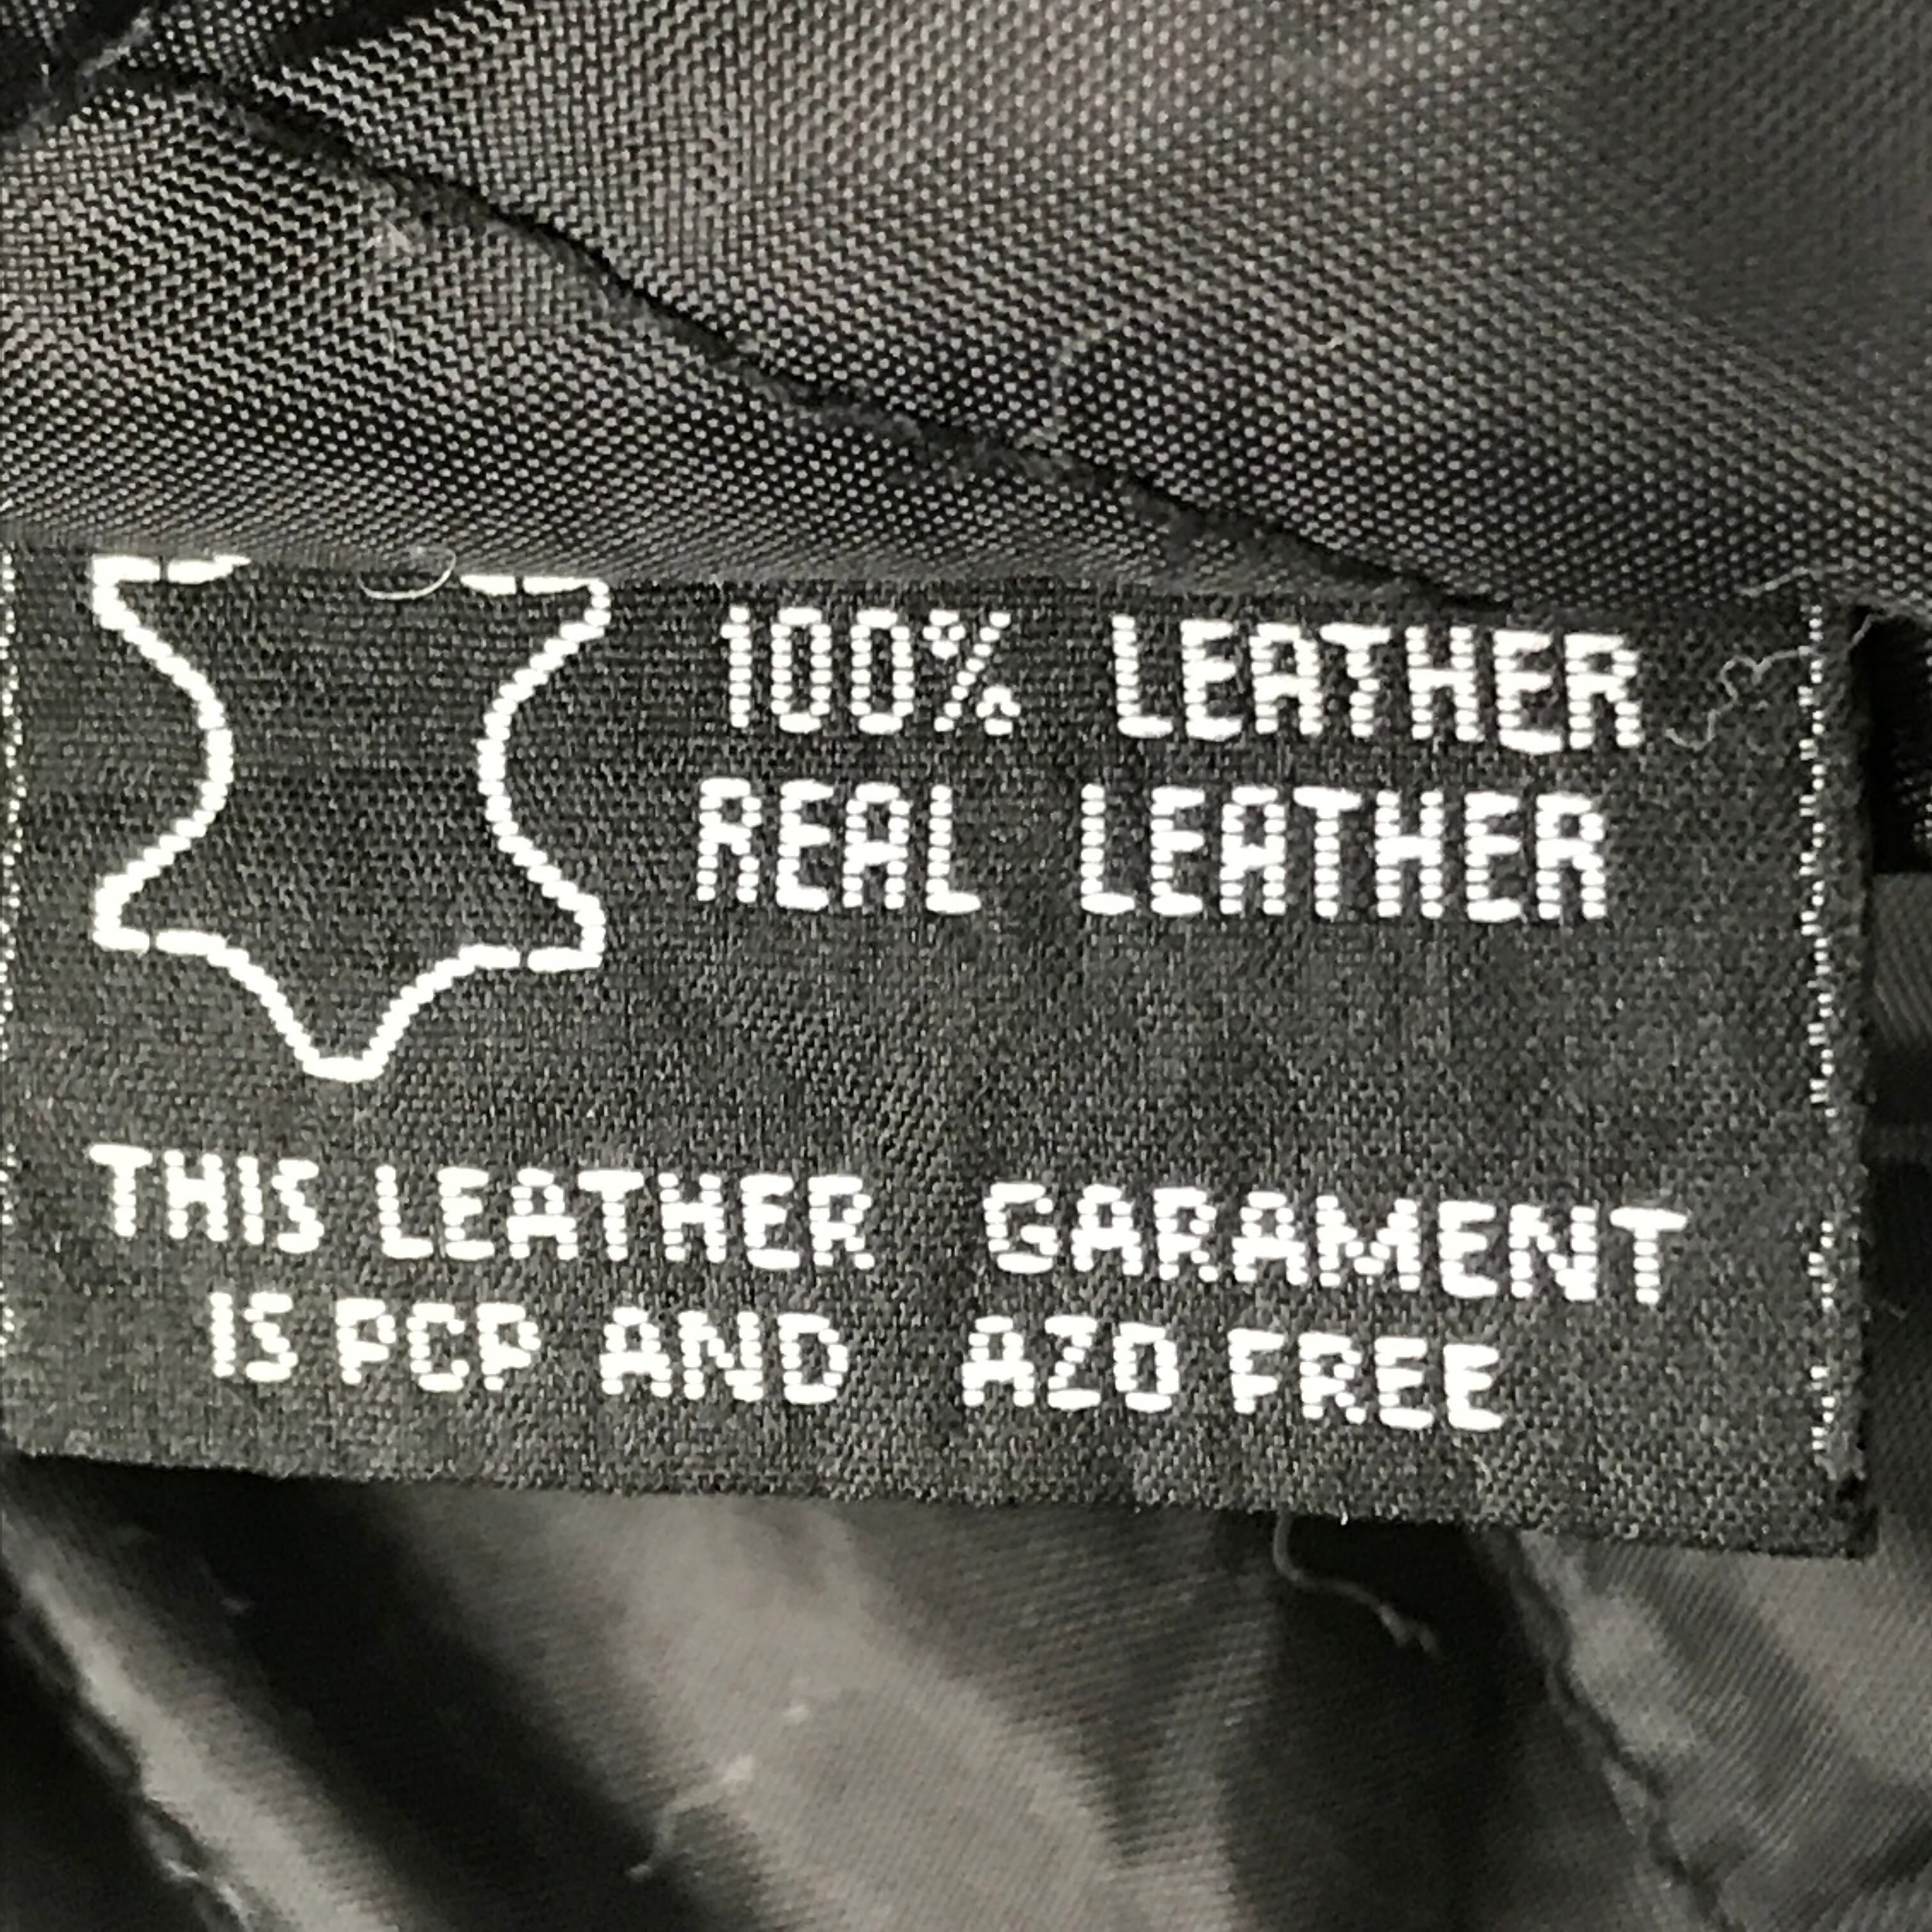 100% LEATHER
REAL LEATHER
THIS LEATHER GARAMENT
IS PCP AND AZO FREE